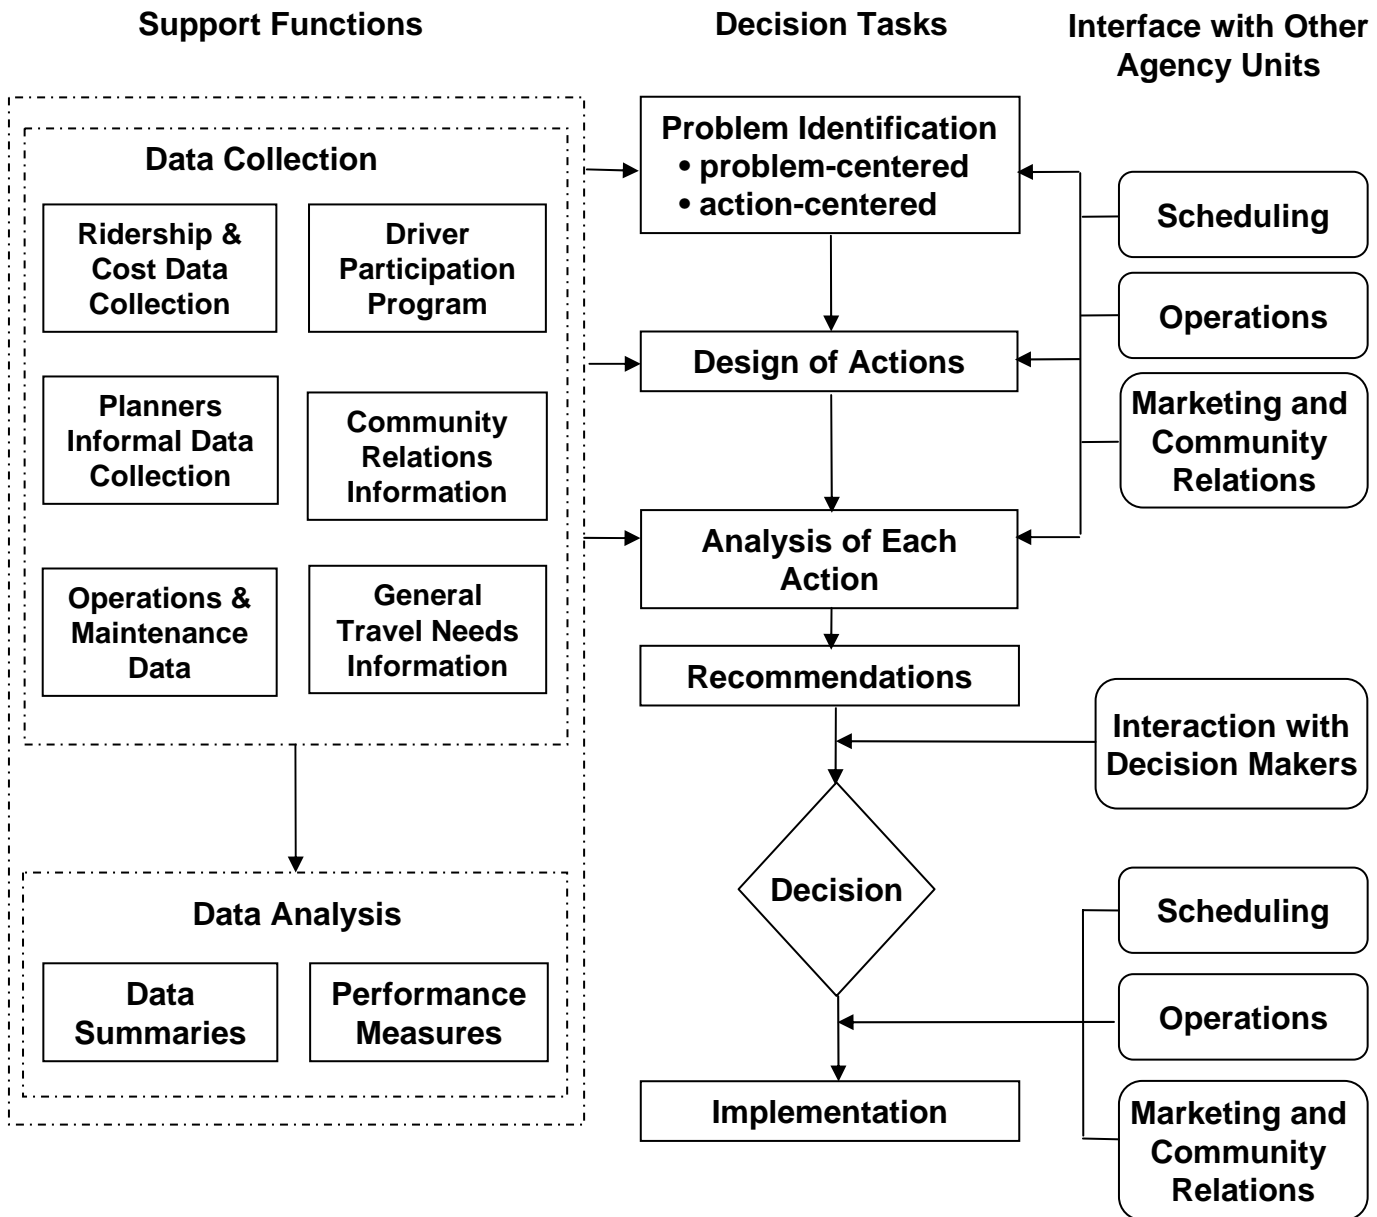 Support Functions
Decision Tasks
Interface with Other
Agency Units
Data Collection
Ridership &
Cost Data
Collection
Driver
Participation
Program
Planners
Informal Data
Collection
Community
Relations
Information
Operations &
Maintenance
Data
General
Travel Needs
Information
Data Analysis
Data
Summaries
Performance
Measures
Problem Identification
• problem-centered
• action-centered
Design of Actions
Analysis of Each
Action
Recommendations
Decision
Implementation
Scheduling
Operations
Marketing and
Community
Relations
Interaction with
Decision Makers
Scheduling
Operations
Marketing and
Community
Relations